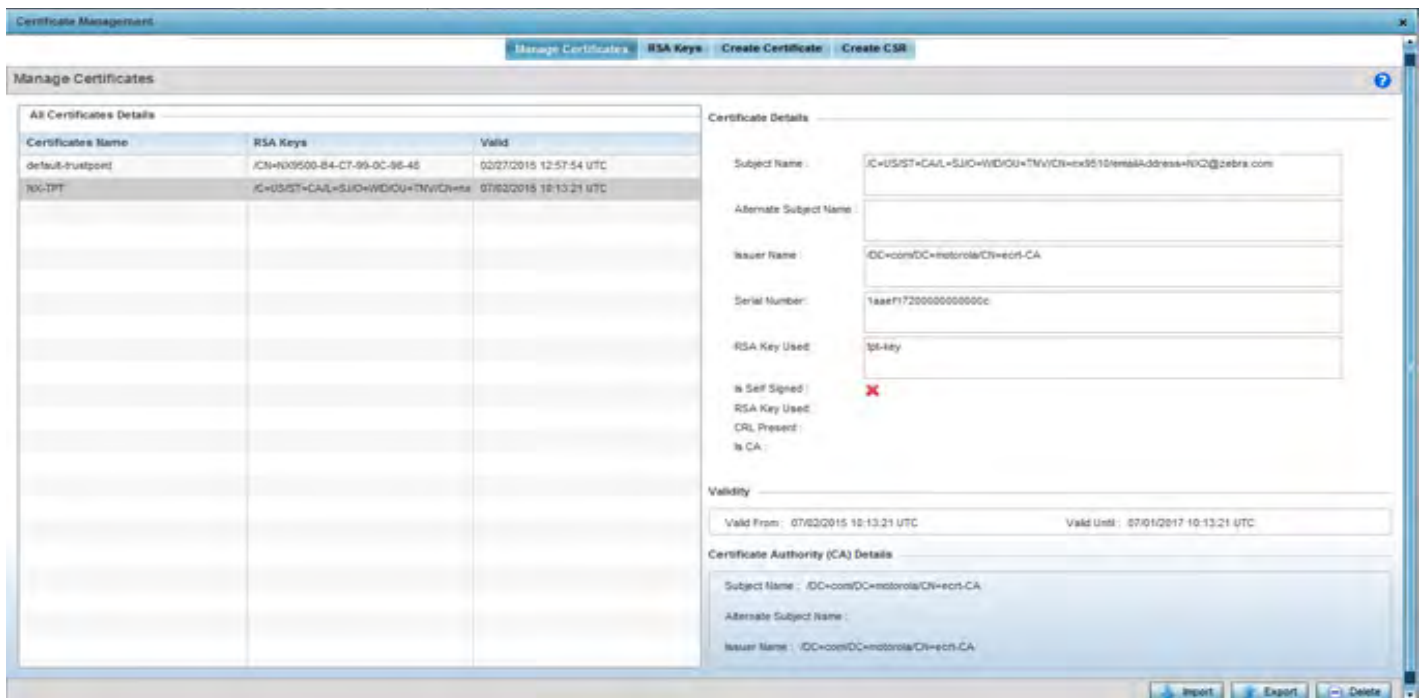 Certificate Management
Manage Certificates RSA Keys Create Certificate Create CSR
Manage Certificates
All Certificates Details
Certificates Name RSA Keys Valid
default-trustpoint /CN=NX9500-B4-C7-99-0C-98-48 02/27/2015 12:57:54 UTC
NX-TPT /C=US/ST=CA/L=SJ/O=WID/OU=TNV/CN=nx 07/02/2015 10:13:21 UTC
Certificate Details
Subject Name : /C=US/ST=CA/L=SJ/O=WID/OU=TNV/CN=nx9510/emailAddress=NX2@zebra.com
Alternate Subject Name :
Issuer Name : /DC=com/DC=motorola/CN=ecrt-CA
Serial Number:
RSA Key Used: tpt-key
Is Self Signed :
RSA Key Used:
CRL Present :
Is CA :
Validity
Valid From : 07/02/2015 10:13:21 UTC Valid Until : 07/01/2017 10:13:21 UTC
Certificate Authority (CA) Details
Subject Name : /DC=com/DC=motorola/CN=ecrt-CA
Alternate Subject Name :
Issuer Name : /DC=com/DC=motorola/CN=ecrt-CA
Import Export Delete